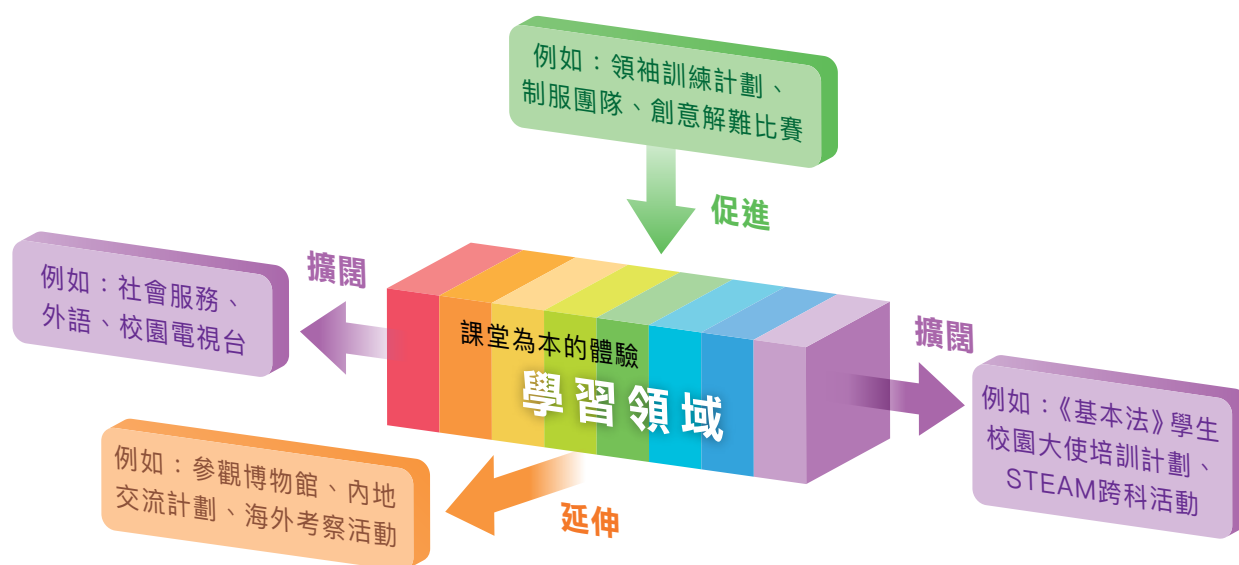 例如：領袖訓練計劃、
制服團隊、創意解難比賽
促進
擴闊
例如：社會服務、
外語、校園電視台
課堂為本的體驗
學習領域
擴闊
例如：《基本法》學生
校園大使培訓計劃、
STEAM跨科活動
例如：參觀博物館、內地
交流計劃、海外考察活動
延伸